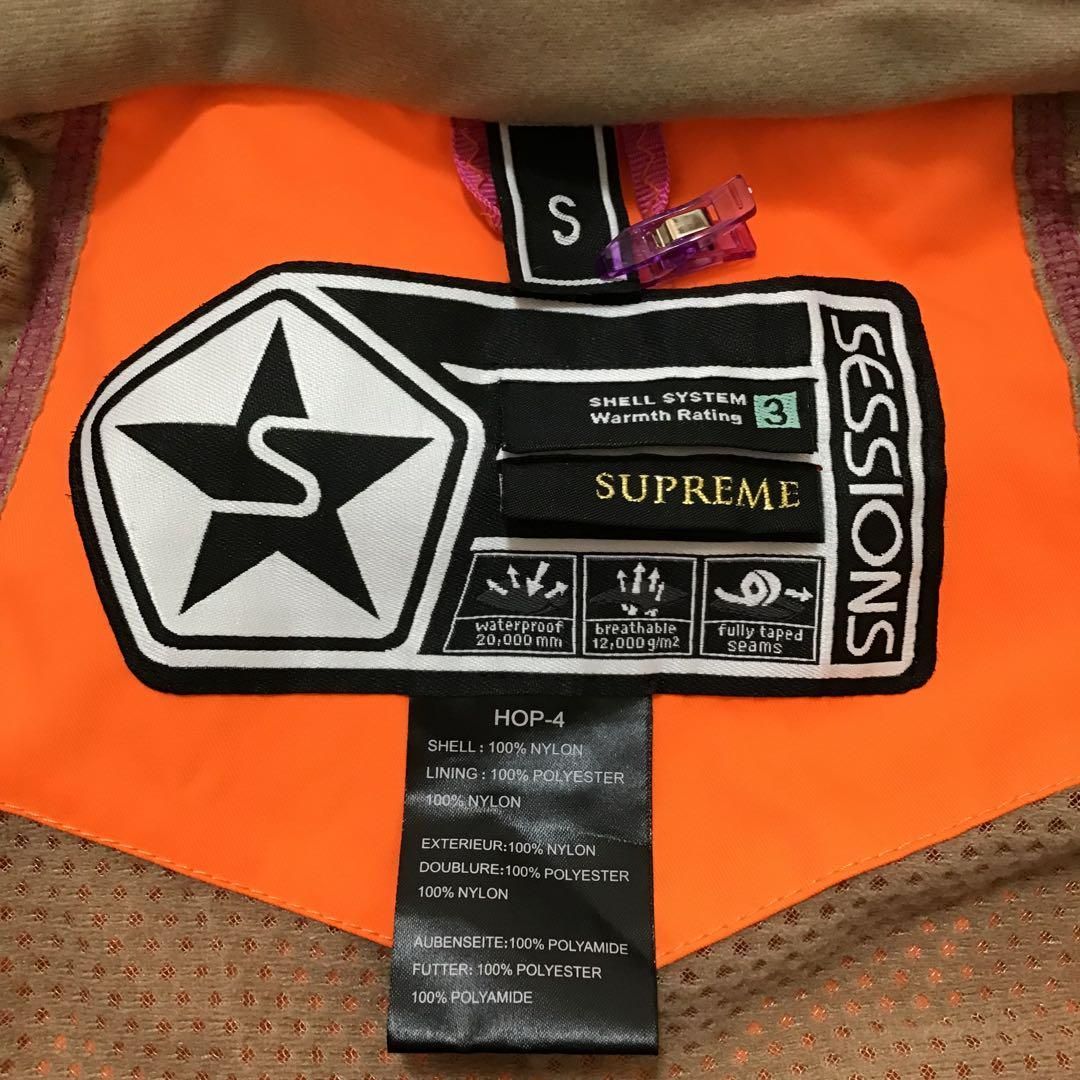 S
S
SHELL SYSTEM
Warmth Rating 3
SUPREME
SESSIONS
waterproof
20,000 mm
breathable
12,000g/m2
fully taped
seams
HOP-4
SHELL : 100% NYLON
LINING : 100% POLYESTER
100% NYLON
EXTERIEUR:100% NYLON
DOUBLURE:100% POLYESTER
100% NYLON
AUBENSEITE:100% POLYAMIDE
FUTTER: 100% POLYESTER
100% POLYAMIDE